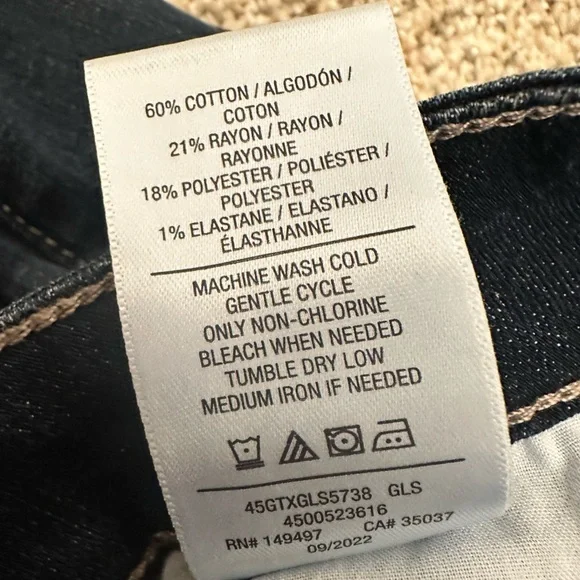 60% COTTON / ALGODÓN /
COTON
21% RAYON / RAYON /
RAYONNE
18% POLYESTER / POLIÉSTER /
POLYESTER
1% ELASTANE / ELASTANO /
ÉLASTHANNE
MACHINE WASH COLD
GENTLE CYCLE
ONLY NON-CHLORINE
BLEACH WHEN NEEDED
TUMBLE DRY LOW
MEDIUM IRON IF NEEDED
45GTXGLS5738 GLS
4500523616
RN# 149497 CA# 35037
09/2022